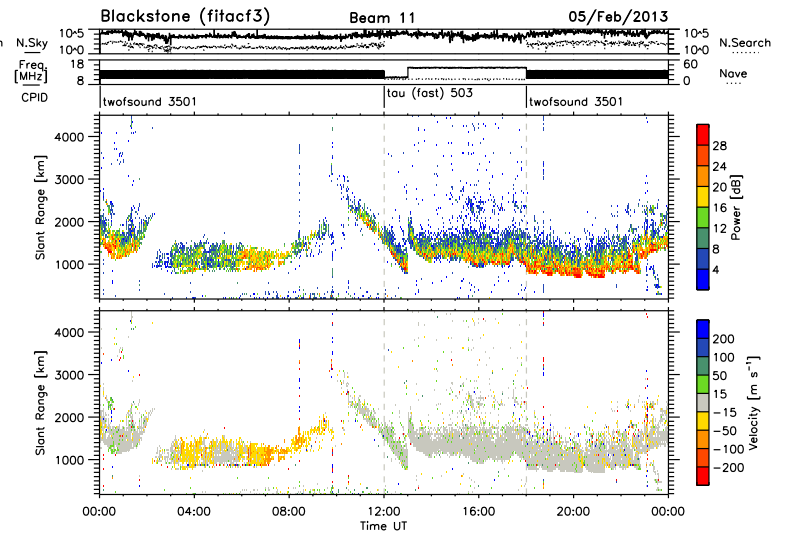 Blackstone (fitacf3)
Beam 11
05/Feb/2013
N.Sky
10^5
10^0
10^5
10^0
N.Search
Freq.
[MHz]
18
8
60
0
Nave
CPID
twofsound 3501
tau (fast) 503
twofsound 3501
Slant Range [km]
4000
3000
2000
1000
28
24
20
16
12
8
4
Power [dB]
Slant Range [km]
4000
3000
2000
1000
200
100
50
15
-15
-50
-100
-200
Velocity [m s⁻¹]
00:00
04:00
08:00
12:00
16:00
20:00
00:00
Time UT